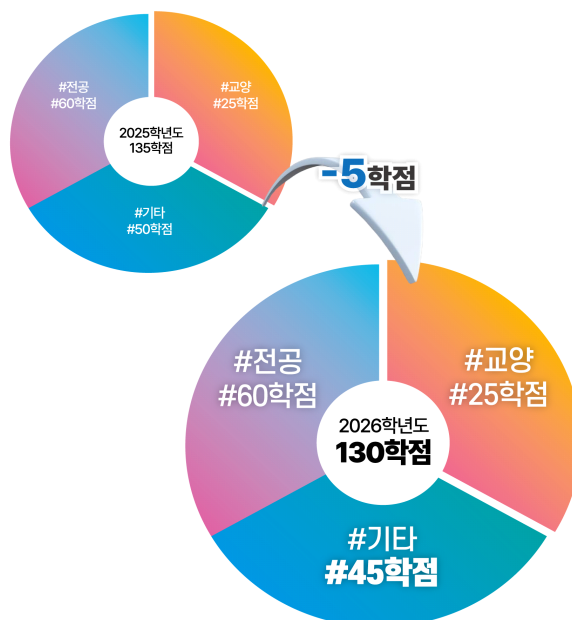 #전공
#60학점
#교양
#25학점
2025학년도
135학점
#기타
#50학점
-5학점
#전공
#60학점
#교양
#25학점
2026학년도
130학점
#기타
#45학점